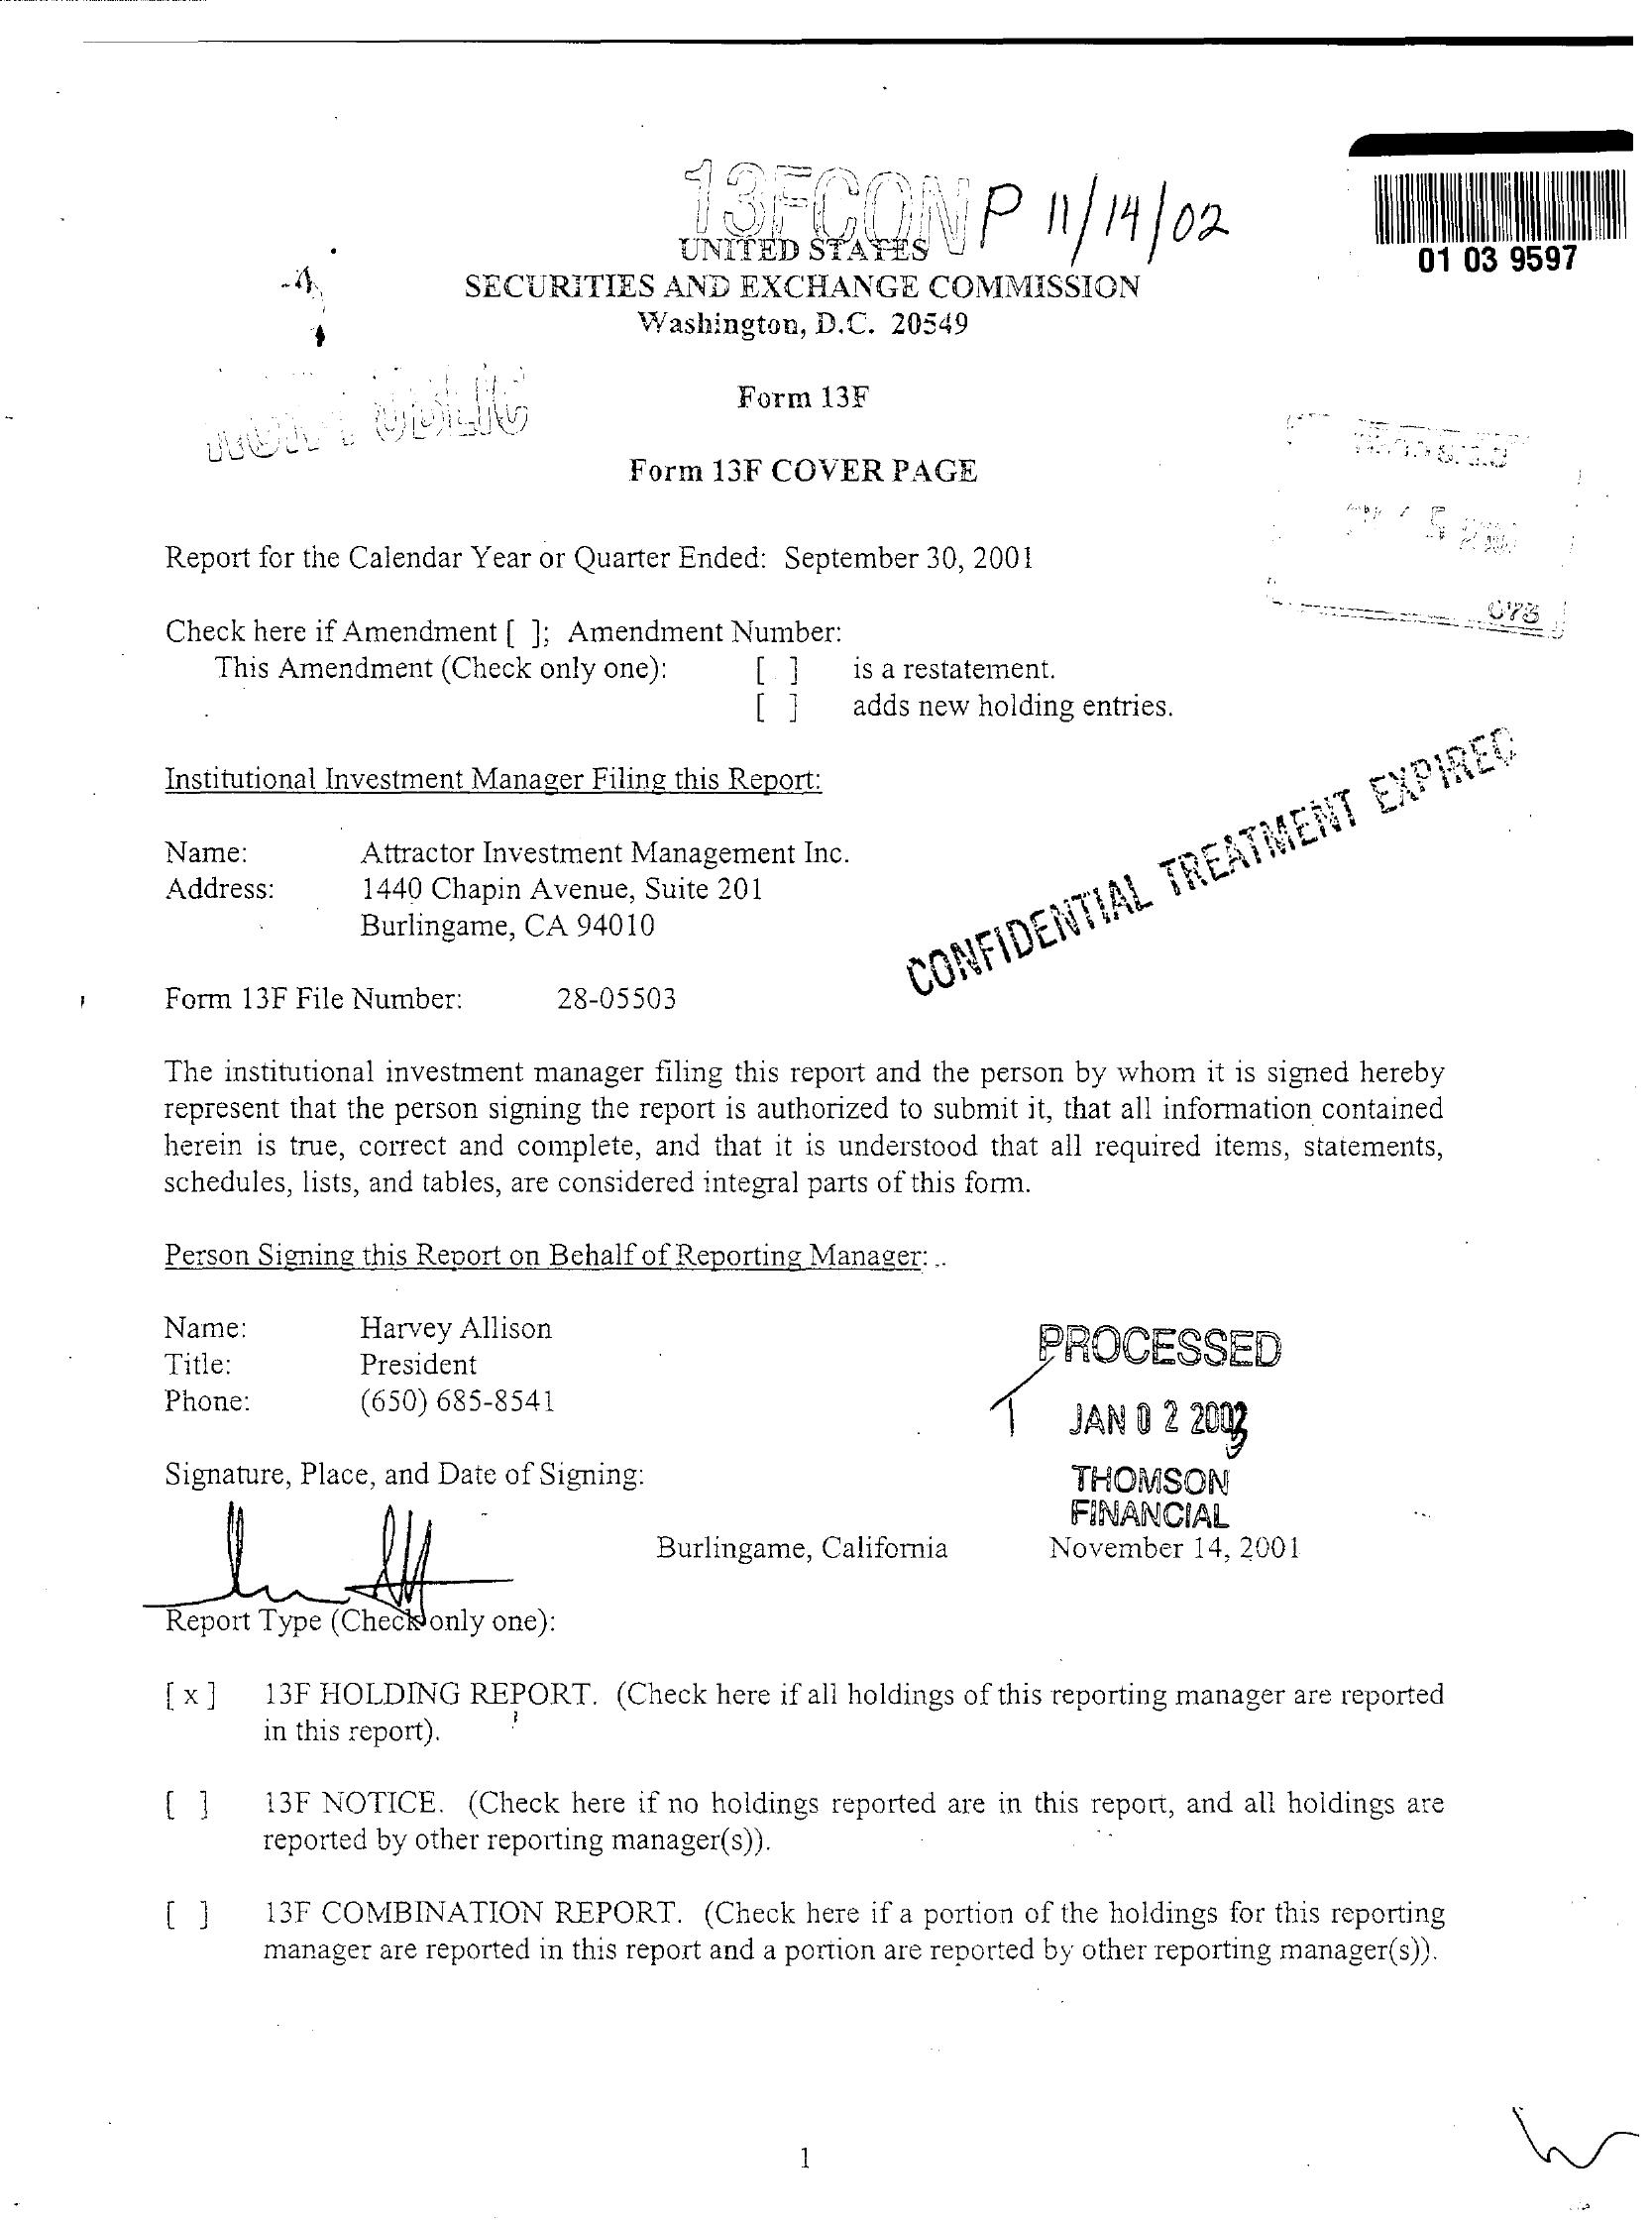 13FCON P 11/14/02
01 03 9597
UNITED STATES
SECURITIES AND EXCHANGE COMMISSION
Washington, D.C. 20549
NON PUBLIC
Form 13F
Form 13F COVER PAGE
Report for the Calendar Year or Quarter Ended: September 30, 2001
073
Check here if Amendment [ ]; Amendment Number:
This Amendment (Check only one): [ ] is a restatement.
[ ] adds new holding entries.
Institutional Investment Manager Filing this Report:
CONFIDENTIAL TREATMENT EXPIRED
Name: Attractor Investment Management Inc.
Address: 1440 Chapin Avenue, Suite 201
Burlingame, CA 94010
Form 13F File Number: 28-05503
The institutional investment manager filing this report and the person by whom it is signed hereby
represent that the person signing the report is authorized to submit it, that all information contained
herein is true, correct and complete, and that it is understood that all required items, statements,
schedules, lists, and tables, are considered integral parts of this form.
Person Signing this Report on Behalf of Reporting Manager:
Name: Harvey Allison
Title: President
Phone: (650) 685-8541
PROCESSED
JAN 02 2003
THOMSON
FINANCIAL
Signature, Place, and Date of Signing:
Burlingame, California November 14, 2001
Report Type (Check only one):
[ x ] 13F HOLDING REPORT. (Check here if all holdings of this reporting manager are reported
in this report).
[ ] 13F NOTICE. (Check here if no holdings reported are in this report, and all holdings are
reported by other reporting manager(s)).
[ ] 13F COMBINATION REPORT. (Check here if a portion of the holdings for this reporting
manager are reported in this report and a portion are reported by other reporting manager(s)).
1